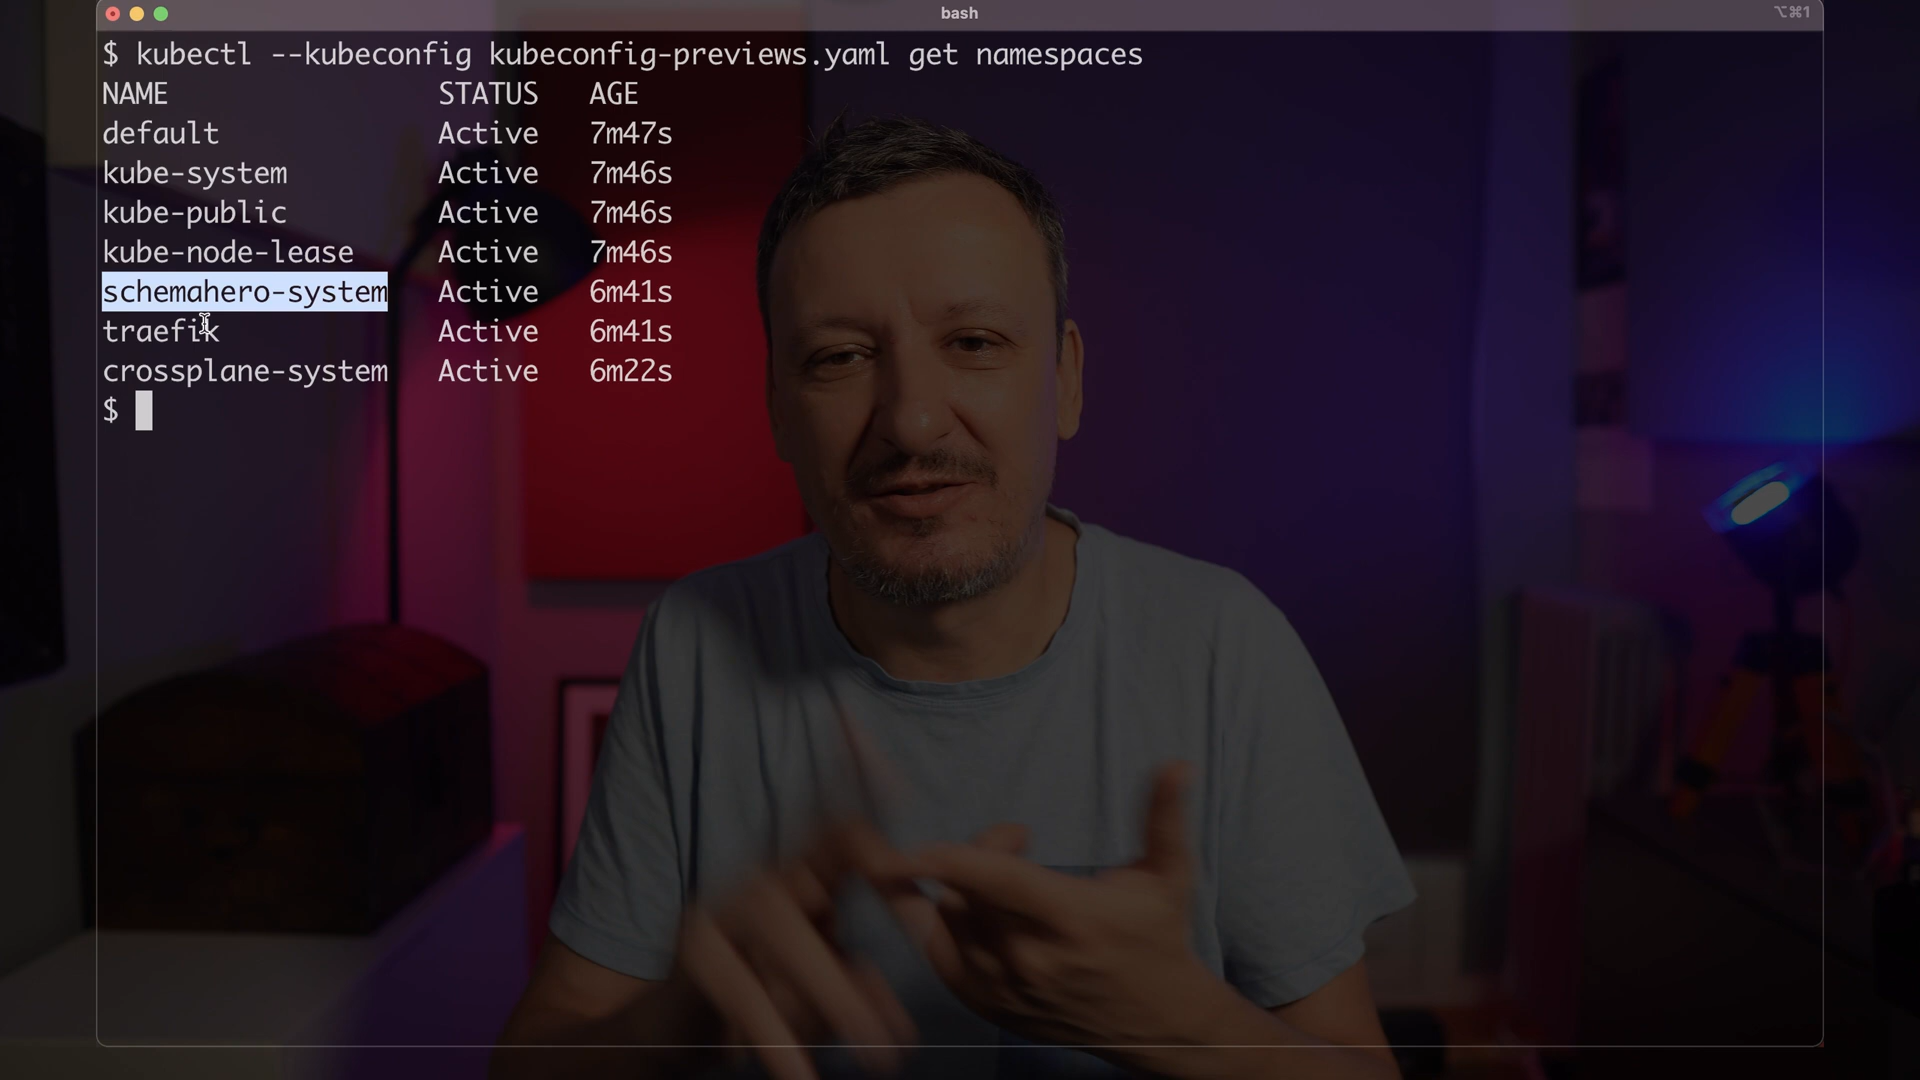 bash
⌥⌘1
$ kubectl --kubeconfig kubeconfig-previews.yaml get namespaces
NAME STATUS AGE
default Active 7m47s
kube-system Active 7m46s
kube-public Active 7m46s
kube-node-lease Active 7m46s
schemahero-system Active 6m41s
traefik Active 6m41s
crossplane-system Active 6m22s
$